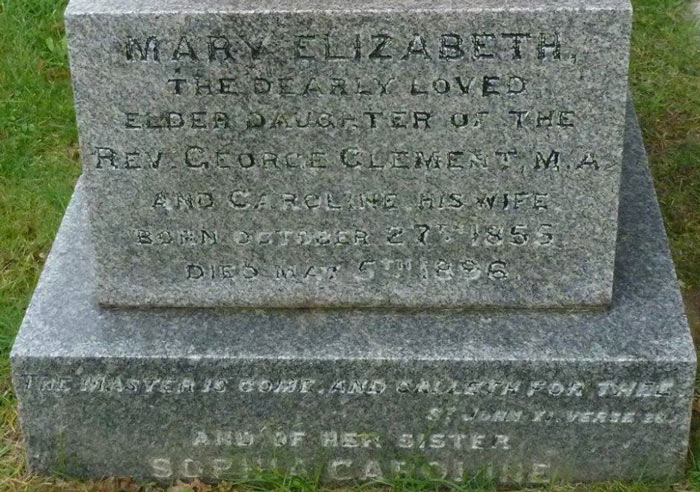 MARY ELIZABETH,
THE DEARLY LOVED
ELDER DAUGHTER OF THE
REV. GEORGE CLEMENT, M.A.
AND CAROLINE HIS WIFE
BORN OCTOBER 27TH 1855
DIED MAY 5TH 1896
THE MASTER IS COME, AND CALLETH FOR THEE.
ST JOHN XI. VERSE 28.
AND OF HER SISTER
SOPHIA CAROLINE